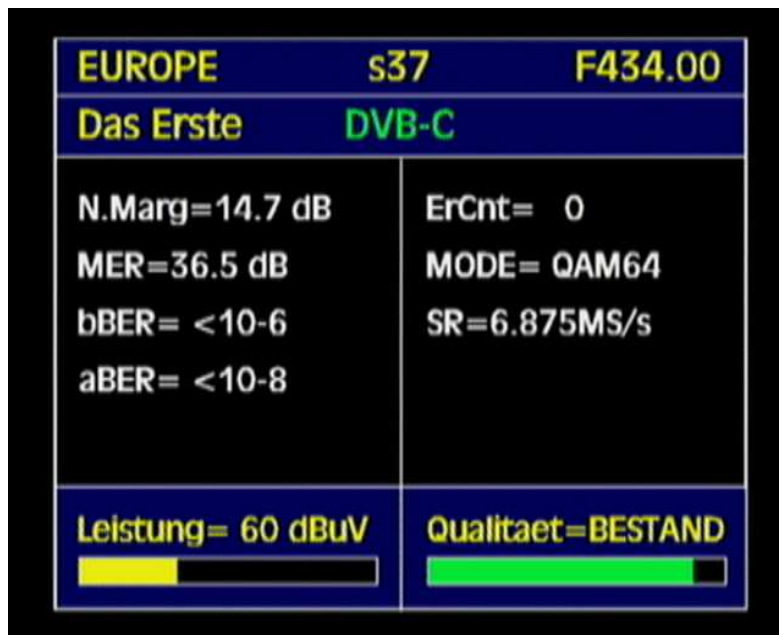 EUROPE s37 F434.00
Das Erste DVB-C
N.Marg=14.7 dB
MER=36.5 dB
bBER= <10-6
aBER= <10-8
ErCnt= 0
MODE= QAM64
SR=6.875MS/s
Leistung= 60 dBuV
Qualitaet=BESTAND